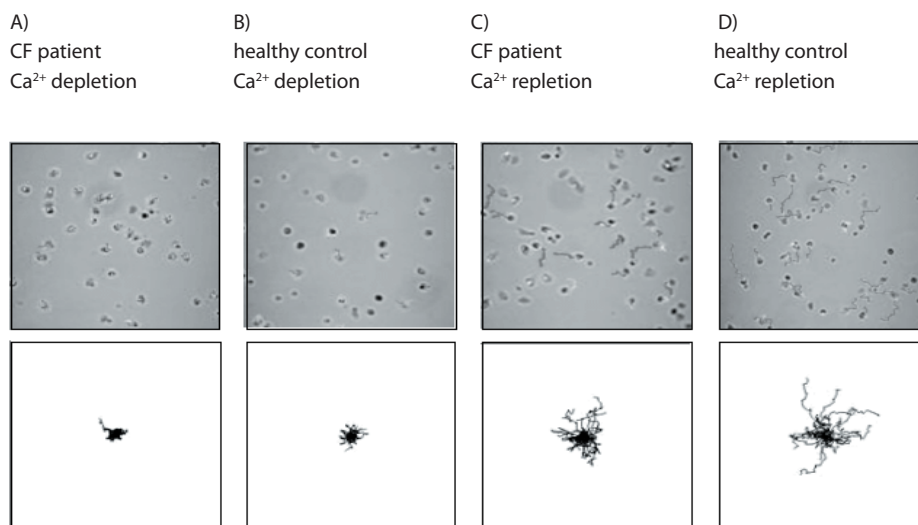 A)
CF patient
Ca²⁺ depletion
B)
healthy control
Ca²⁺ depletion
C)
CF patient
Ca²⁺ repletion
D)
healthy control
Ca²⁺ repletion